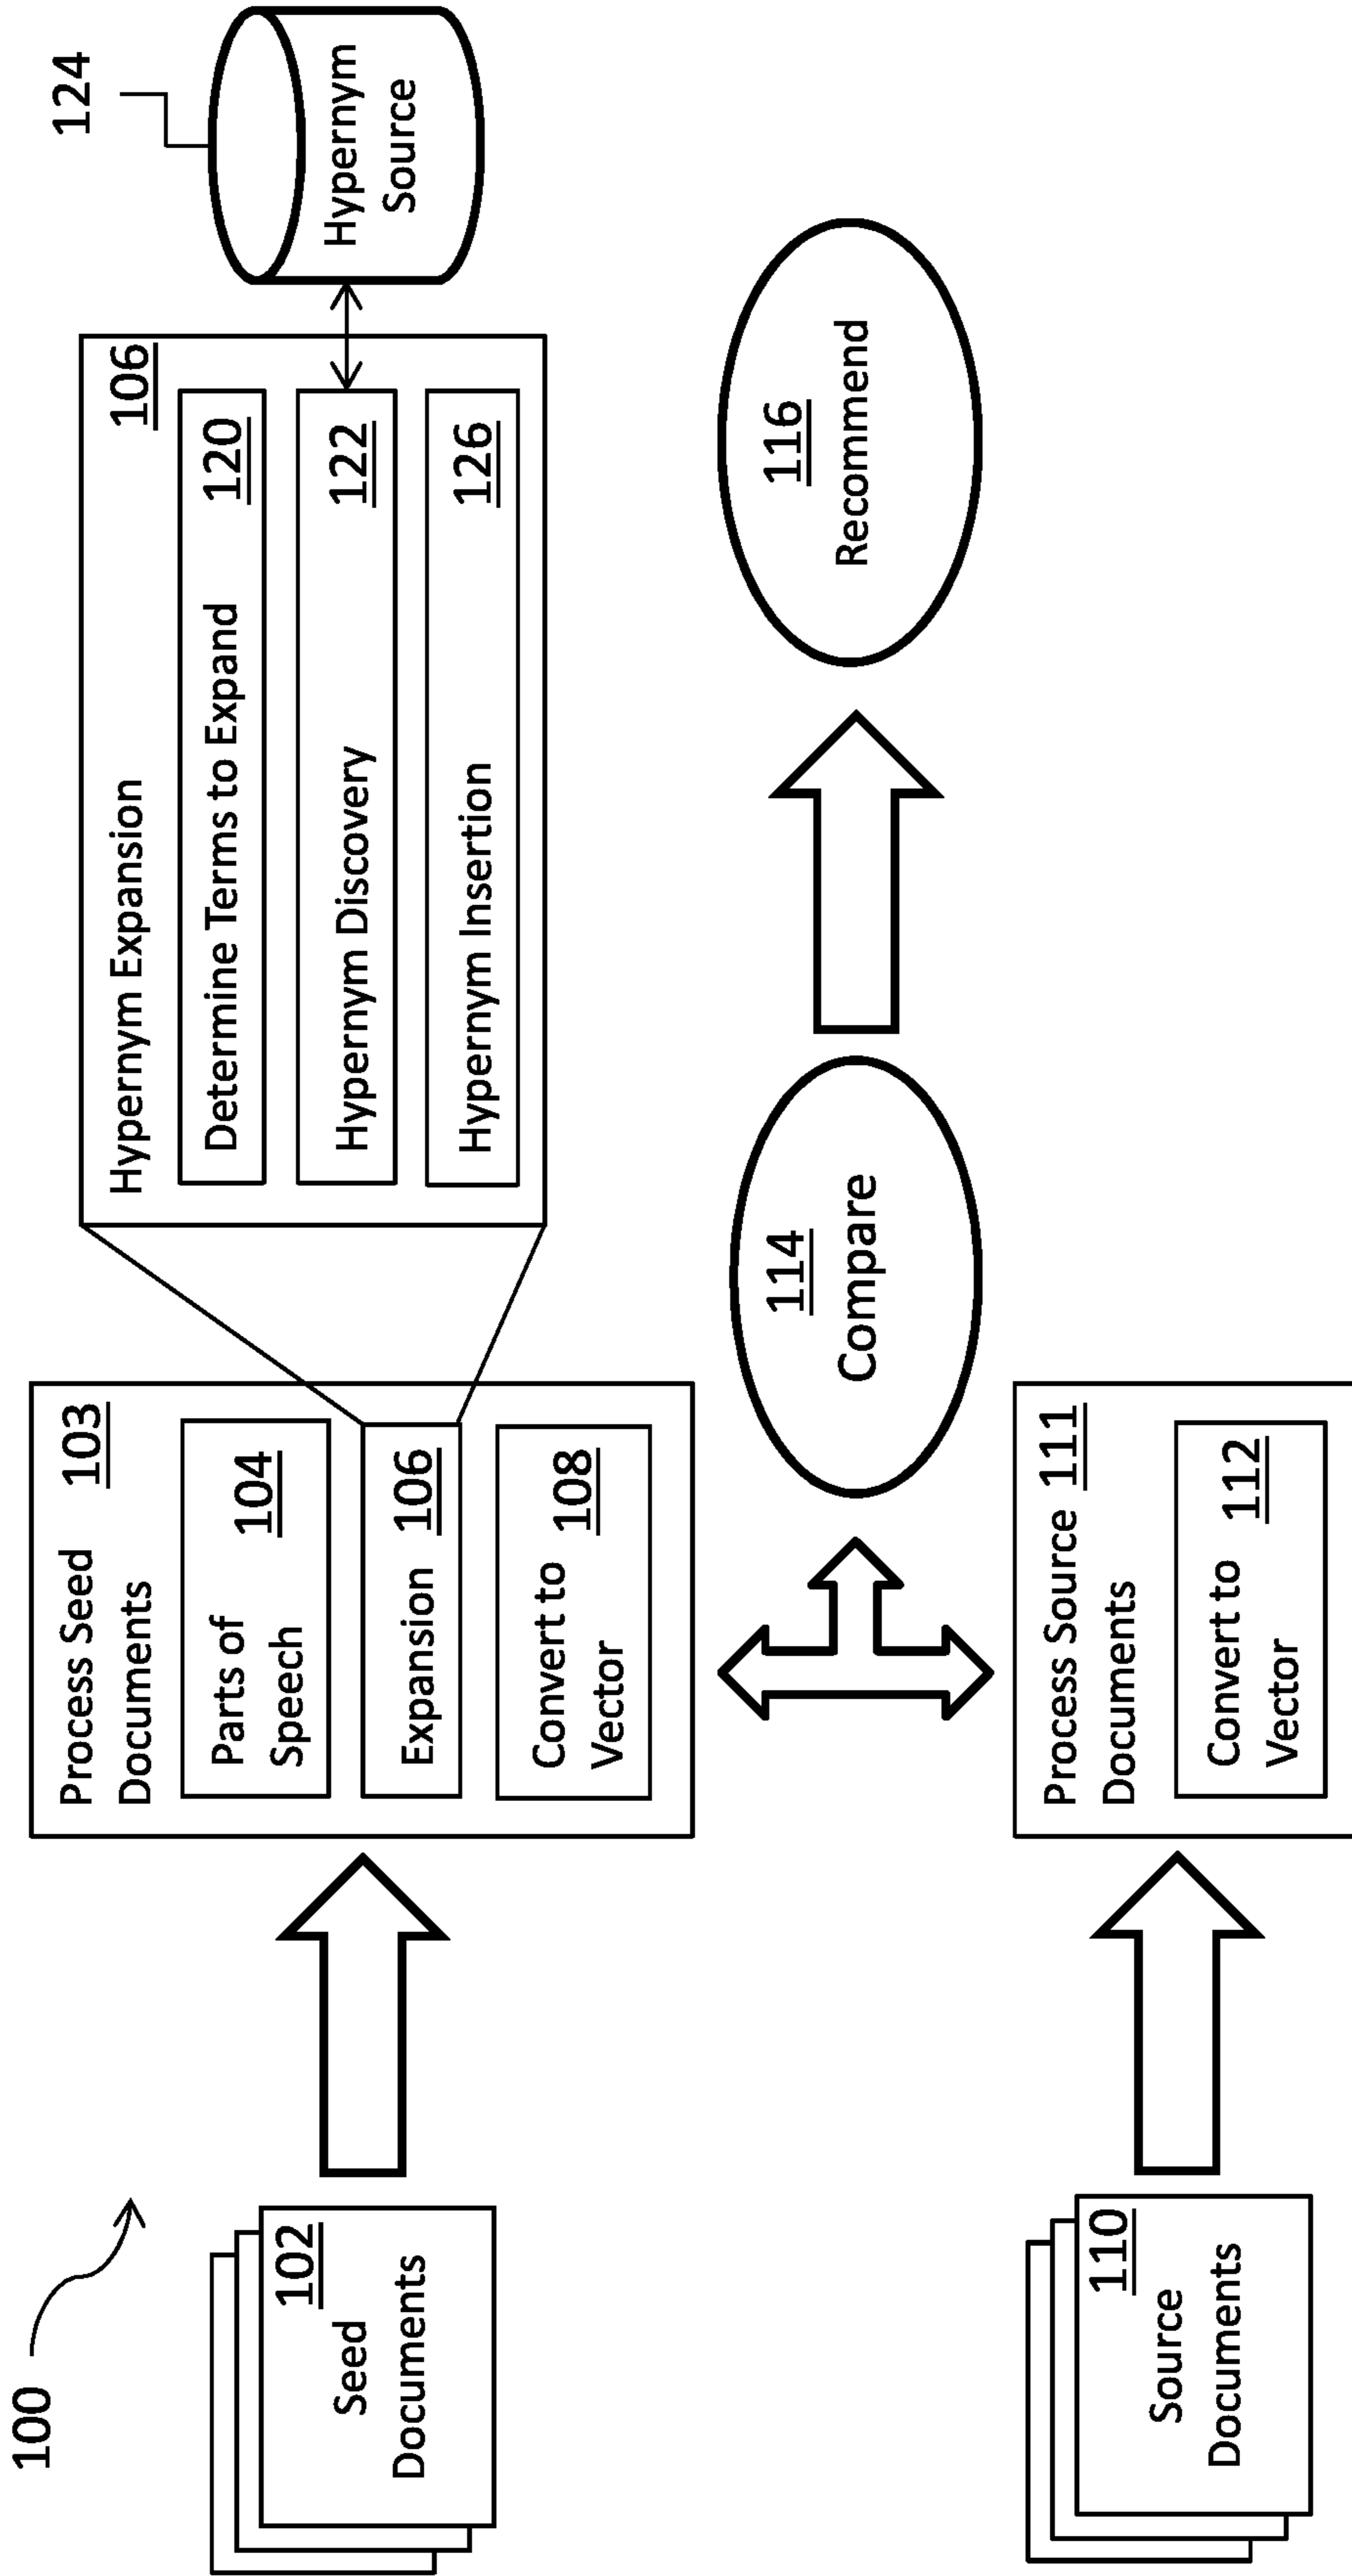 100
102
Seed
Documents
Process Seed
103
Documents
Parts of
104
Speech
Expansion
106
Convert to
108
Vector
Hypernym Expansion
106
Determine Terms to Expand
120
Hypernym Discovery
122
Hypernym Insertion
126
124
Hypernym
Source
114
Compare
116
Recommend
110
Source
Documents
Process Source
111
Documents
Convert to
112
Vector